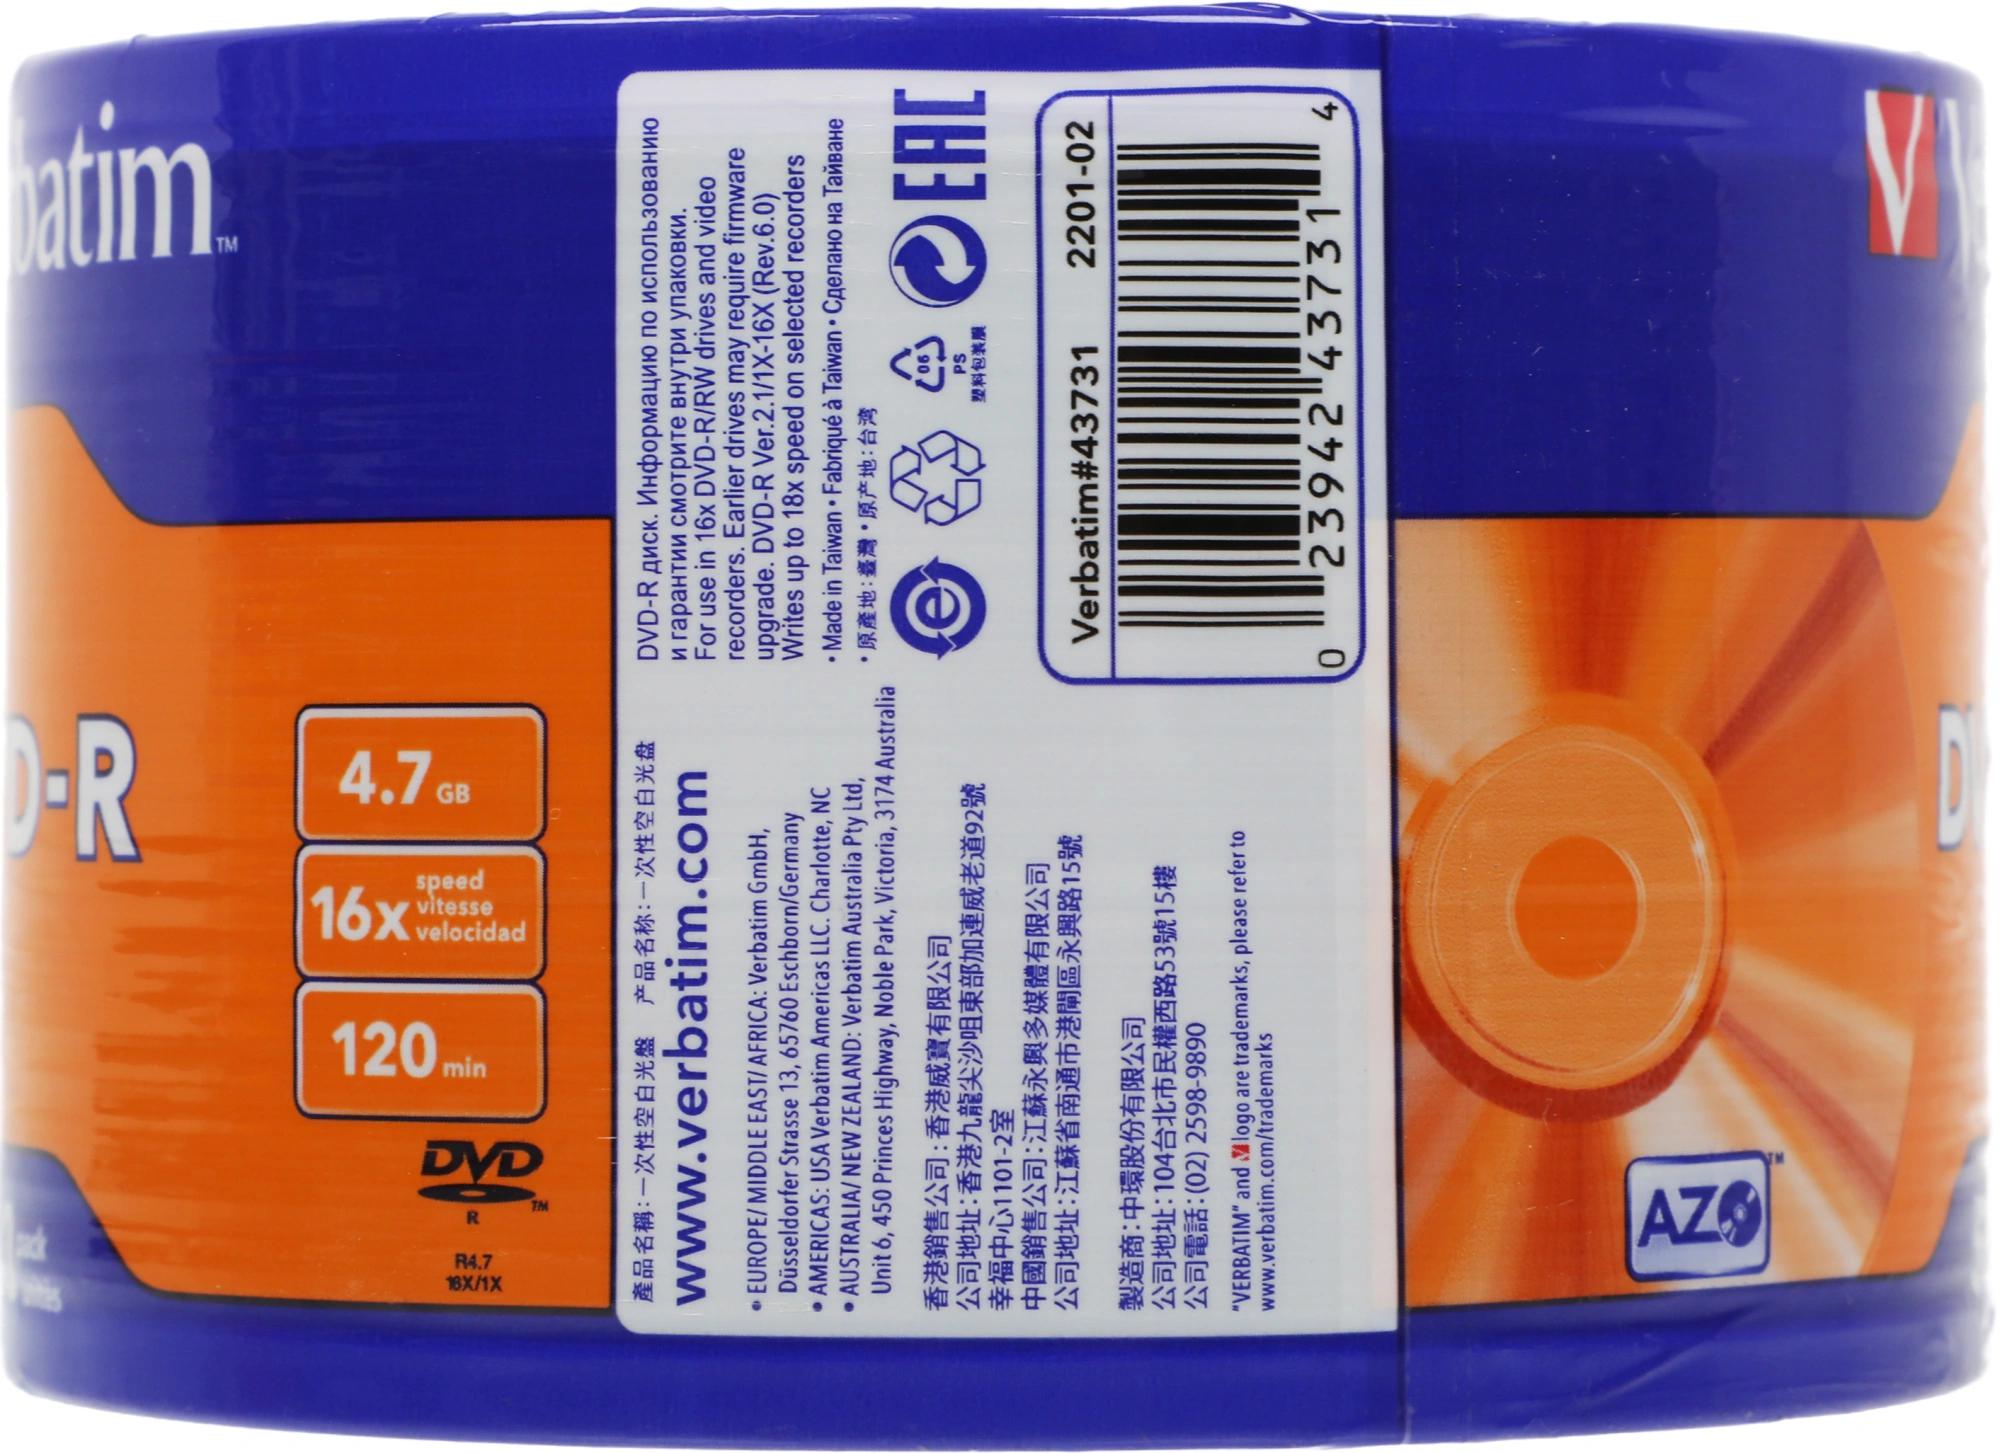 batim™
D-R
4.7 GB
16x speed
vitesse
velocidad
120 min
DVD
R ™
R4.7
16X/1X
pack
DVD-R диск. Информацию по использованию
и гарантии смотрите внутри упаковки.
For use in 16x DVD-R/RW drives and video
recorders. Earlier drives may require firmware
upgrade. DVD-R Ver.2.1/1X-16X (Rev.6.0)
Writes up to 18x speed on selected recorders
• Made in Taiwan • Fabriqué à Taiwan • Сделано на Тайване
• 原產地: 臺灣 • 原产地: 台湾
e
06
PS
塑料包装膜
EAC
Verbatim#43731 2201-02
0 23942 43731 4
產品名稱: 一次性空白光盤 产品名称: 一次性空白光盘
www.verbatim.com
• EUROPE/ MIDDLE EAST/ AFRICA: Verbatim GmbH,
Düsseldorfer Strasse 13, 65760 Eschborn/Germany
• AMERICAS: USA Verbatim Americas LLC. Charlotte, NC
• AUSTRALIA/ NEW ZEALAND: Verbatim Australia Pty Ltd,
Unit 6, 450 Princes Highway, Noble Park, Victoria, 3174 Australia
香港銷售公司: 香港威寶有限公司
公司地址: 香港九龍尖沙咀東部加連威老道92號
幸福中心1101-2室
中國銷售公司: 江蘇永興多媒體有限公司
公司地址: 江蘇省南通市港閘區永興路15號
製造商: 中環股份有限公司
公司地址: 104台北市民權西路53號15樓
公司電話: (02) 2598-9890
"VERBATIM" and logo are trademarks, please refer to
www.verbatim.com/trademarks
V Ve
D
AZO™